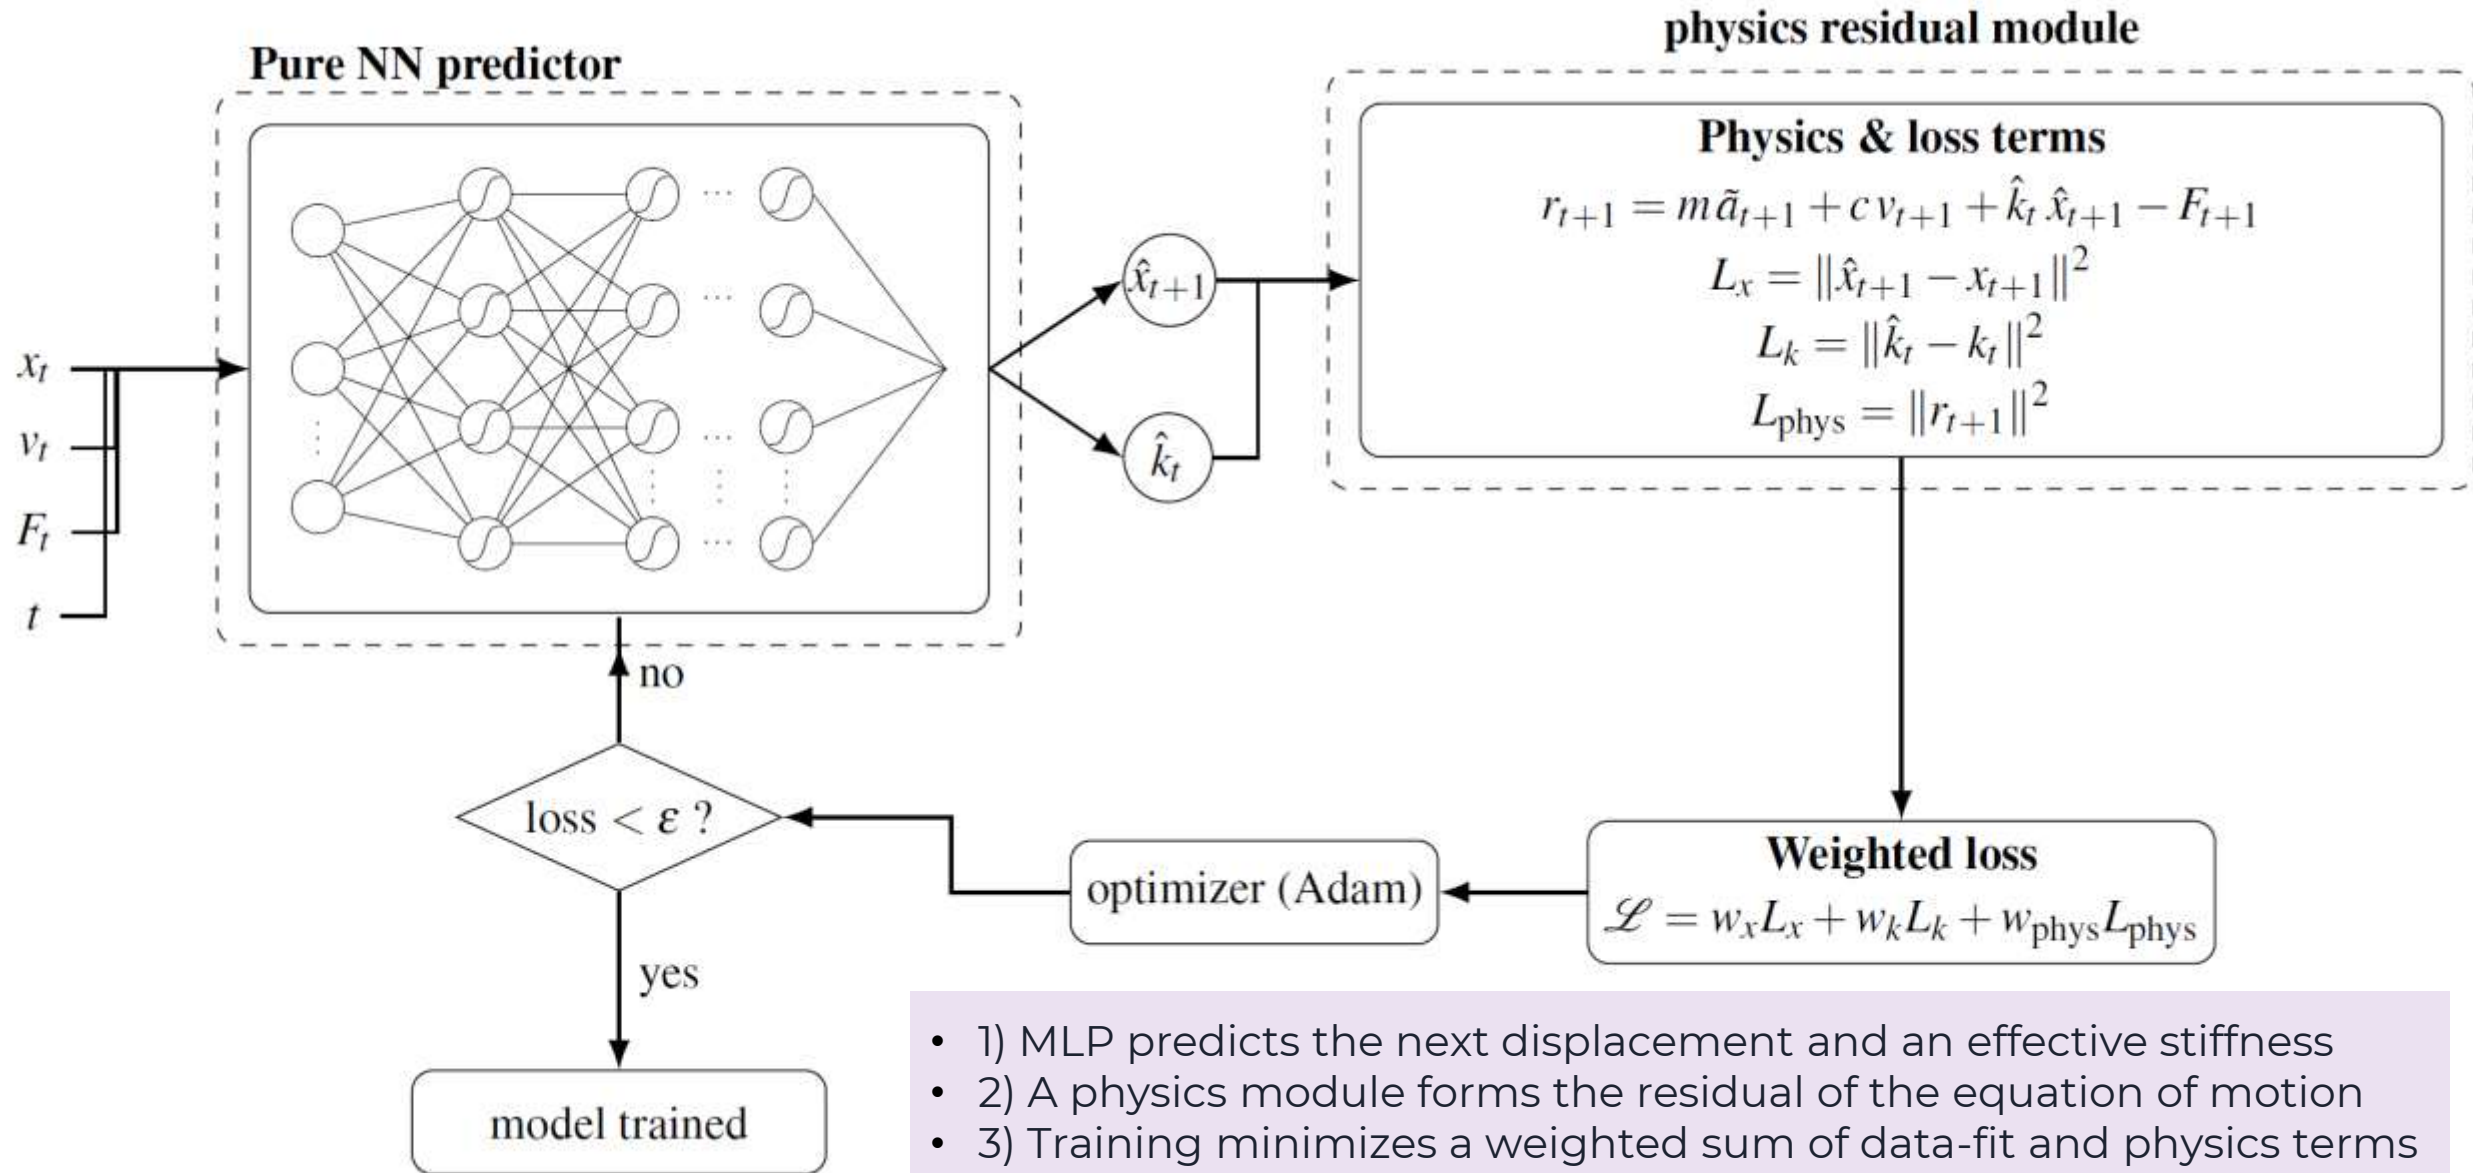 physics residual module
Pure NN predictor
Physics & loss terms
r_{t+1} = m ã_{t+1} + c v_{t+1} + k̂_t x̂_{t+1} − F_{t+1}
L_x = ‖x̂_{t+1} − x_{t+1}‖²
L_k = ‖k̂_t − k_t‖²
L_phys = ‖r_{t+1}‖²
x_t
v_t
F_t
t
x̂_{t+1}
k̂_t
no
loss < ε ?
yes
model trained
optimizer (Adam)
Weighted loss
ℒ = w_x L_x + w_k L_k + w_phys L_phys
• 1) MLP predicts the next displacement and an effective stiffness
• 2) A physics module forms the residual of the equation of motion
• 3) Training minimizes a weighted sum of data-fit and physics terms